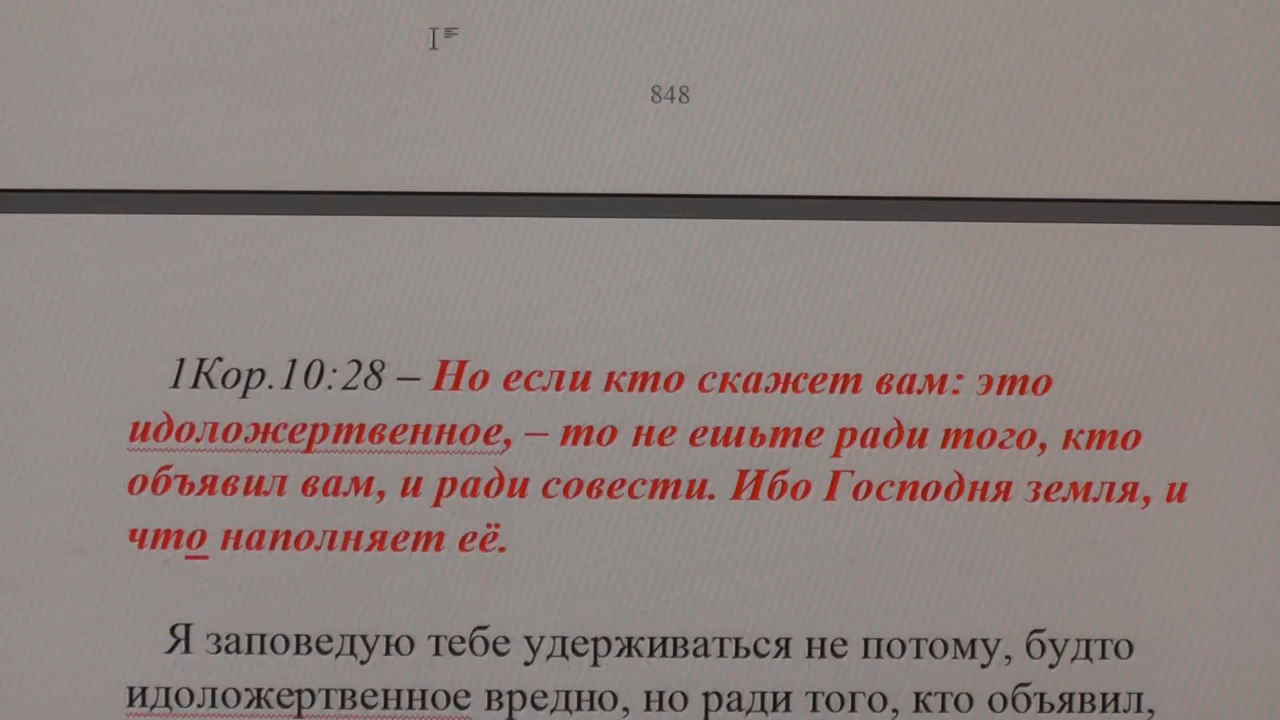 848
1Кор.10:28 – Но если кто скажет вам: это
идоложертвенное, – то не ешьте ради того, кто
объявил вам, и ради совести. Ибо Господня земля, и
что наполняет её.
Я заповедую тебе удерживаться не потому, будто
идоложертвенное вредно, но ради того, кто объявил,